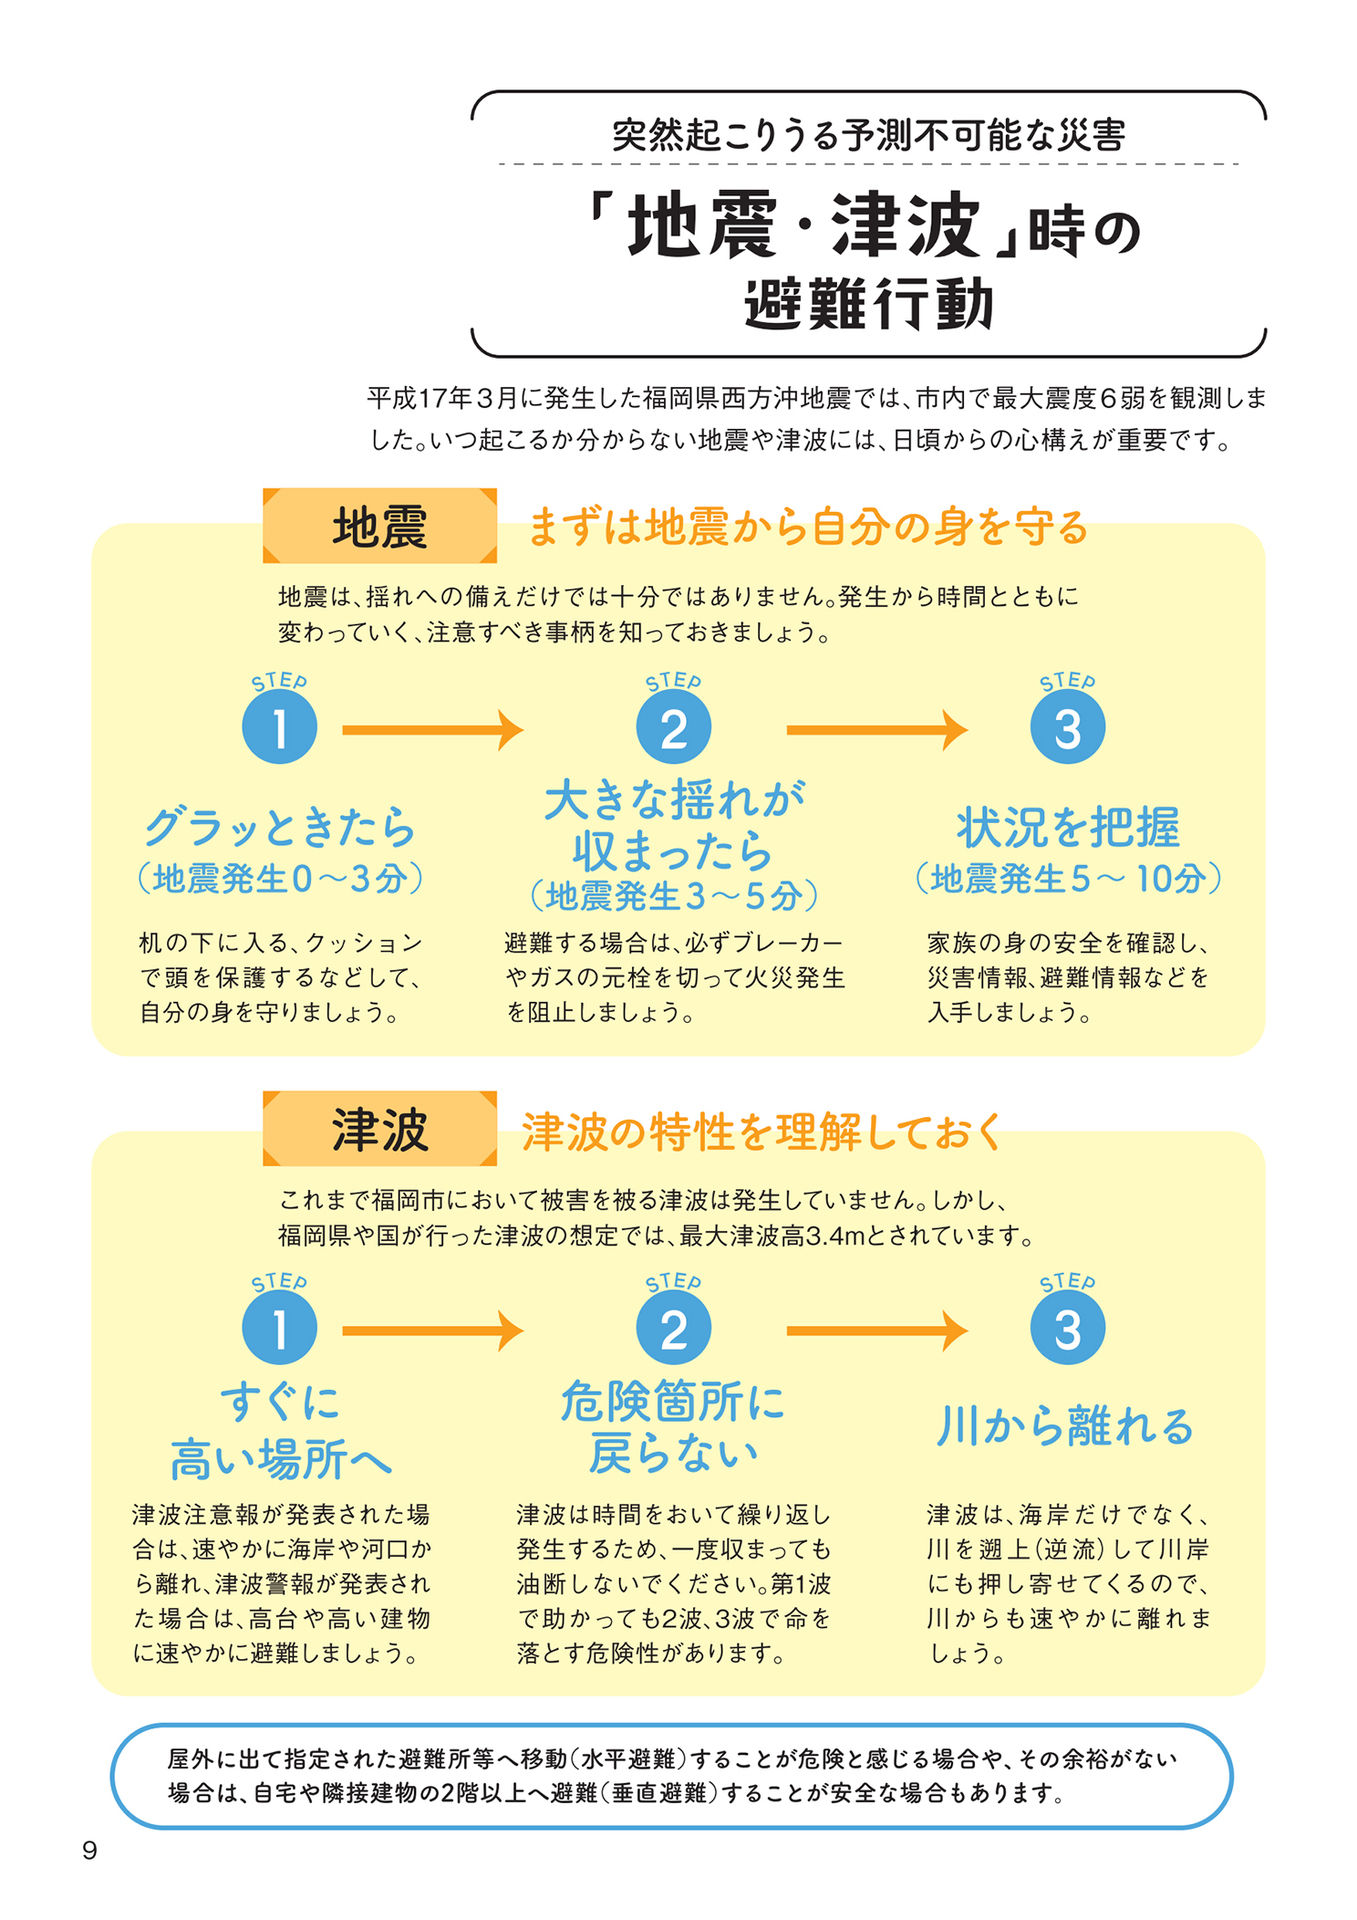 突然起こりうる予測不可能な災害
「地震・津波」時の
避難行動
平成17年3月に発生した福岡県西方沖地震では、市内で最大震度6弱を観測しま
した。いつ起こるか分からない地震や津波には、日頃からの心構えが重要です。
地震
まずは地震から自分の身を守る
地震は、揺れへの備えだけでは十分ではありません。発生から時間とともに
変わっていく、注意すべき事柄を知っておきましょう。
STEP
1
グラッときたら
（地震発生0〜3分）
机の下に入る、クッション
で頭を保護するなどして、
自分の身を守りましょう。
STEP
2
大きな揺れが
収まったら
（地震発生3〜5分）
避難する場合は、必ずブレーカー
やガスの元栓を切って火災発生
を阻止しましょう。
STEP
3
状況を把握
（地震発生5〜10分）
家族の身の安全を確認し、
災害情報、避難情報などを
入手しましょう。
津波
津波の特性を理解しておく
これまで福岡市において被害を被る津波は発生していません。しかし、
福岡県や国が行った津波の想定では、最大津波高3.4mとされています。
STEP
1
すぐに
高い場所へ
津波注意報が発表された場
合は、速やかに海岸や河口か
ら離れ、津波警報が発表され
た場合は、高台や高い建物
に速やかに避難しましょう。
STEP
2
危険箇所に
戻らない
津波は時間をおいて繰り返し
発生するため、一度収まっても
油断しないでください。第1波
で助かっても2波、3波で命を
落とす危険性があります。
STEP
3
川から離れる
津波は、海岸だけでなく、
川を遡上（逆流）して川岸
にも押し寄せてくるので、
川からも速やかに離れま
しょう。
屋外に出て指定された避難所等へ移動（水平避難）することが危険と感じる場合や、その余裕がない
場合は、自宅や隣接建物の2階以上へ避難（垂直避難）することが安全な場合もあります。
9